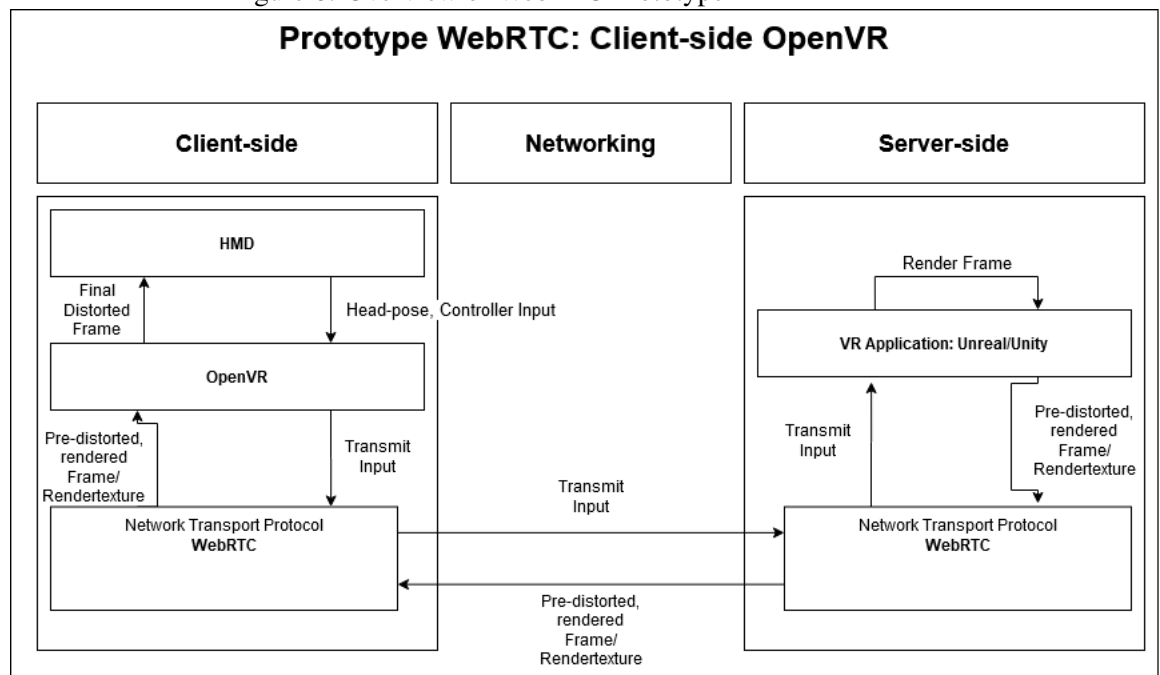 Prototype WebRTC: Client-side OpenVR
Client-side
Networking
Server-side
HMD
Final
Distorted
Frame
Head-pose, Controller Input
OpenVR
Pre-distorted,
rendered
Frame/
Rendertexture
Transmit
Input
Network Transport Protocol
WebRTC
Transmit
Input
Pre-distorted,
rendered
Frame/
Rendertexture
Render Frame
VR Application: Unreal/Unity
Transmit
Input
Pre-distorted,
rendered
Frame/
Rendertexture
Network Transport Protocol
WebRTC